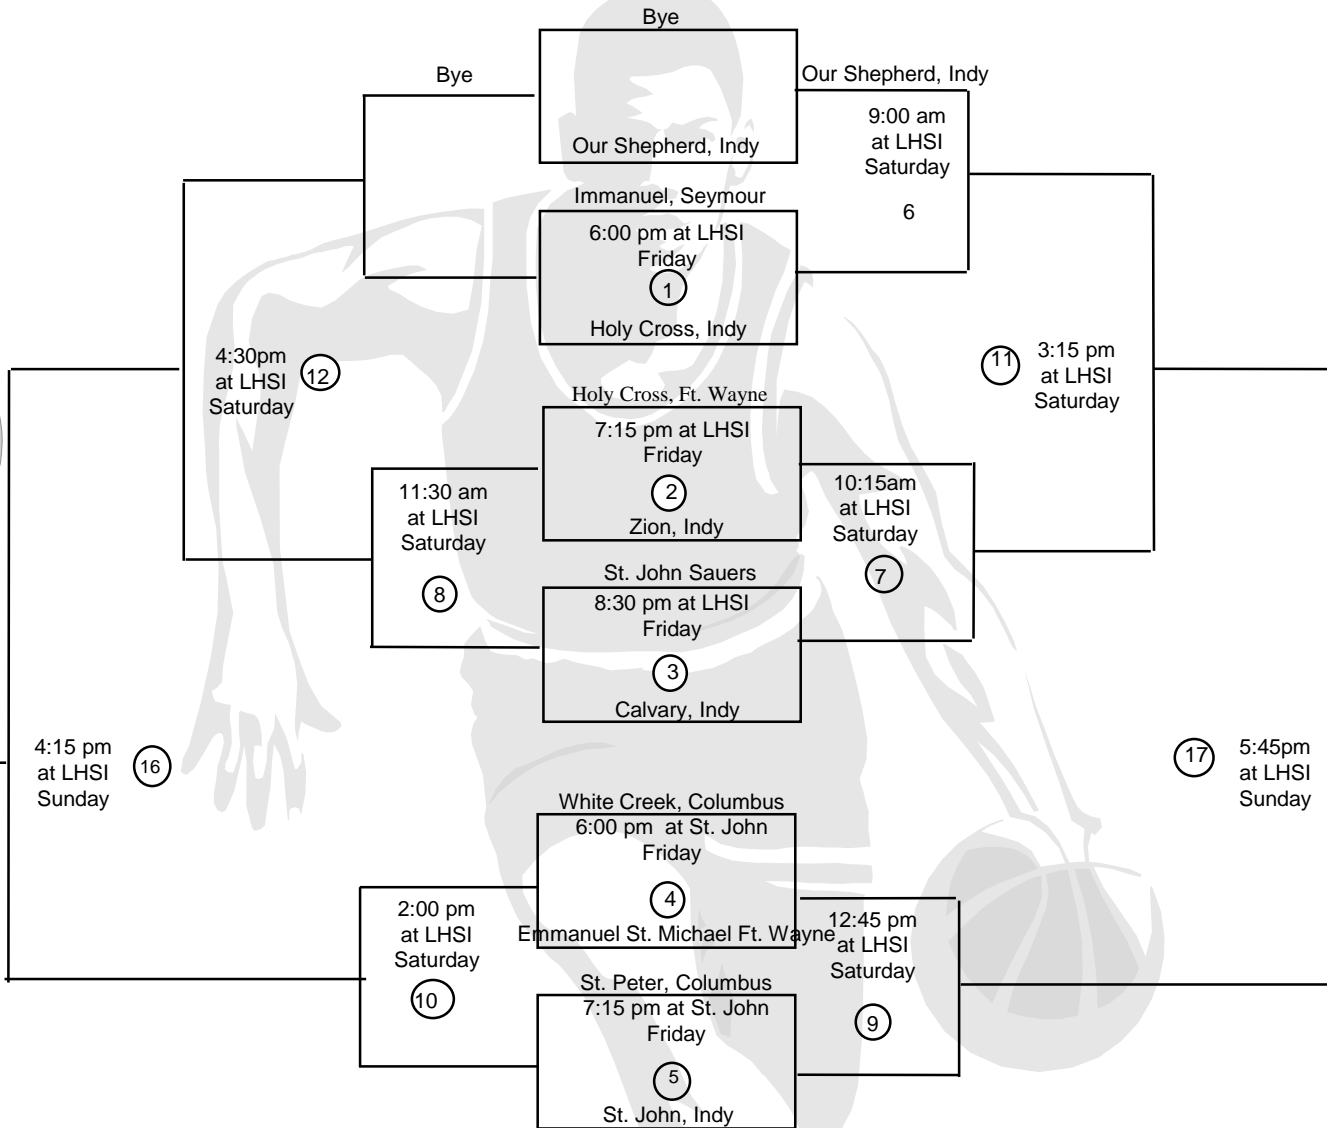 Bye
Bye
Our Shepherd, Indy
Our Shepherd, Indy
9:00 am
at LHSI
Saturday
6
Immanuel, Seymour
6:00 pm at LHSI
Friday
1
Holy Cross, Indy
4:30pm
at LHSI
Saturday
12
11
3:15 pm
at LHSI
Saturday
Holy Cross, Ft. Wayne
7:15 pm at LHSI
Friday
2
Zion, Indy
11:30 am
at LHSI
Saturday
8
10:15am
at LHSI
Saturday
7
St. John Sauers
8:30 pm at LHSI
Friday
3
Calvary, Indy
4:15 pm
at LHSI
Sunday
16
17
5:45pm
at LHSI
Sunday
White Creek, Columbus
6:00 pm at St. John
Friday
4
Emmanuel St. Michael Ft. Wayne
2:00 pm
at LHSI
Saturday
10
12:45 pm
at LHSI
Saturday
9
St. Peter, Columbus
7:15 pm at St. John
Friday
5
St. John, Indy